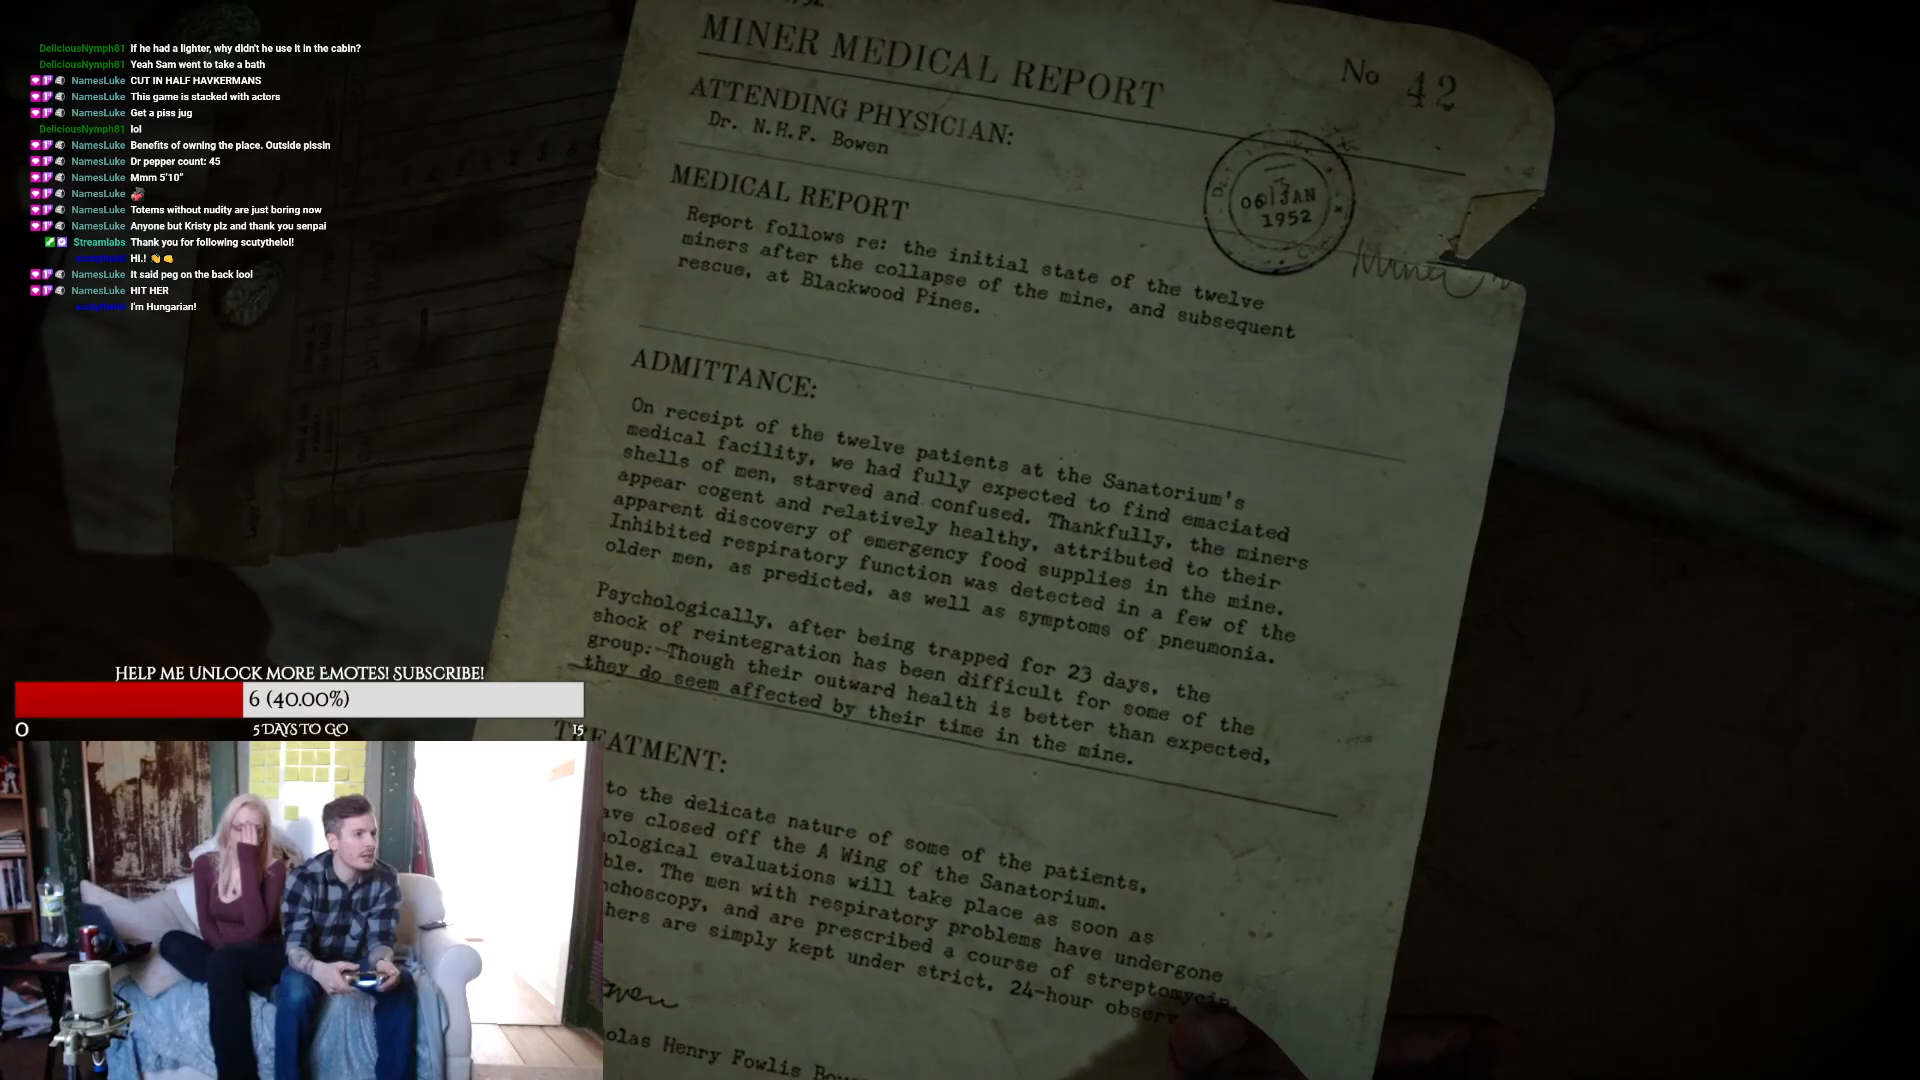 DeliciousNymph81 If he had a lighter, why didn't he use it in the cabin?
DeliciousNymph81 Yeah Sam went to take a bath
NamesLuke CUT IN HALF HAVKERMANS
NamesLuke This game is stacked with actors
NamesLuke Get a piss jug
DeliciousNymph81 lol
NamesLuke Benefits of owning the place. Outside pissin
NamesLuke Dr pepper count: 45
NamesLuke Mmm 5'10"
NamesLuke
NamesLuke Totems without nudity are just boring now
NamesLuke Anyone but Kristy plz and thank you senpai
Streamlabs Thank you for following scutythelol!
scutythelol HI.!
NamesLuke It said peg on the back lool
NamesLuke HIT HER
scutythelol I'm Hungarian!
HELP ME UNLOCK MORE EMOTES! SUBSCRIBE!
6 (40.00%)
0 5 DAYS TO GO 15
MINER MEDICAL REPORT
No 42
ATTENDING PHYSICIAN:
Dr. N.H.F. Bowen
JAN
1952
MEDICAL REPORT
Report follows re: the initial state of the twelve
miners after the collapse of the mine, and subsequent
rescue, at Blackwood Pines.
ADMITTANCE:
On receipt of the twelve patients at the Sanatorium's
medical facility, we had fully expected to find emaciated
shells of men, starved and confused. Thankfully, the miners
appear cogent and relatively healthy, attributed to their
apparent discovery of emergency food supplies in the mine.
Inhibited respiratory function was detected in a few of the
older men, as predicted, as well as symptoms of pneumonia.
Psychologically, after being trapped for 23 days, the
shock of reintegration has been difficult for some of the
group: Though their outward health is better than expected,
they do seem affected by their time in the mine.
TREATMENT:
to the delicate nature of some of the patients,
ave closed off the A Wing of the Sanatorium.
ological evaluations will take place as soon as
ble. The men with respiratory problems have undergone
nchoscopy, and are prescribed a course of streptomycin.
hers are simply kept under strict, 24-hour observ
owen
olas Henry Fowlis Bow